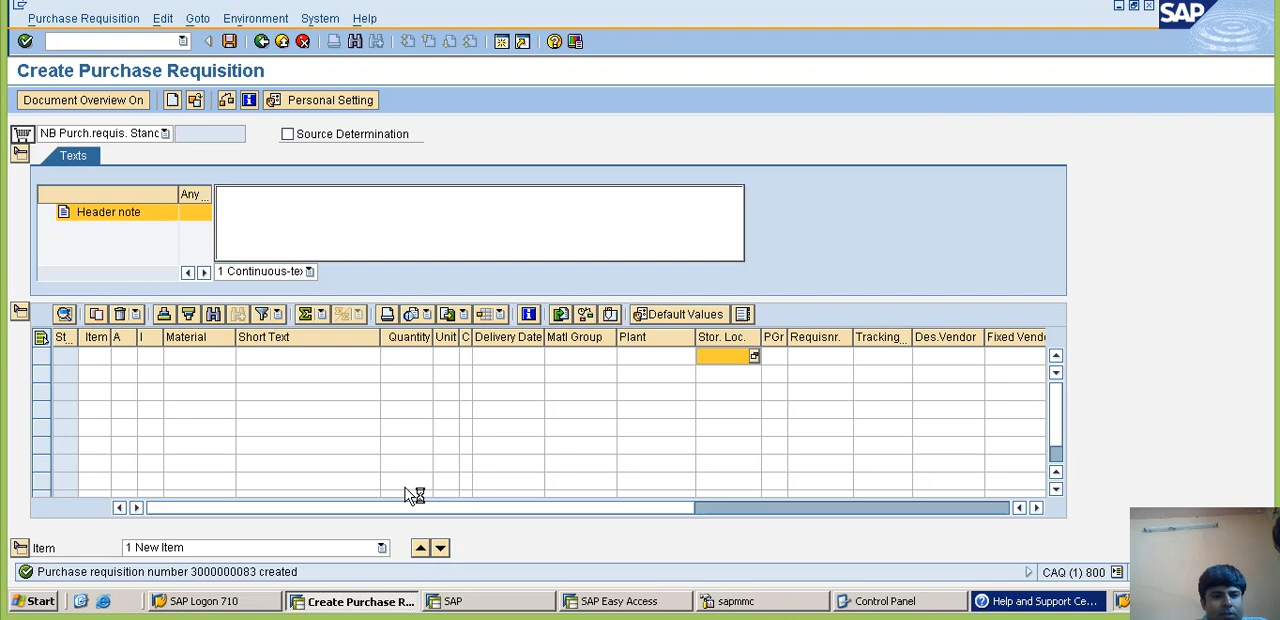 Purchase Requisition Edit Goto Environment System Help
SAP
Create Purchase Requisition
Document Overview On Personal Setting
NB Purch.requis. Stanc Source Determination
Texts
Any ..
Header note
1 Continuous-te
Default Values
St.. Item A I Material Short Text Quantity Unit C Delivery Date Matl Group Plant Stor. Loc. PGr Requisnr. Tracking.. Des.Vendor Fixed Vend
Item 1 New Item
Purchase requisition number 3000000083 created CAQ (1) 800
Start SAP Logon 710 Create Purchase R... SAP SAP Easy Access sapmmc Control Panel Help and Support Ce...